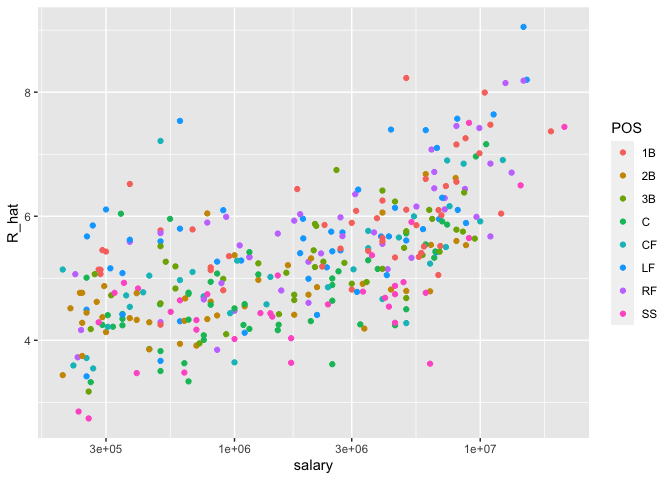 R_hat
8
6
4
3e+05
1e+06
3e+06
1e+07
salary
POS
1B
2B
3B
C
CF
LF
RF
SS